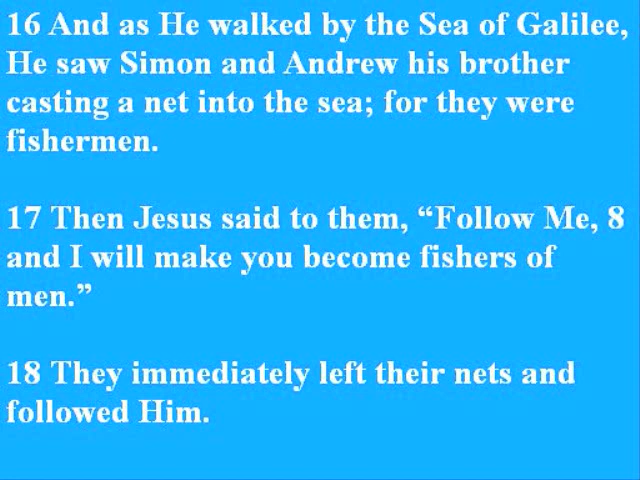 16 And as He walked by the Sea of Galilee,
He saw Simon and Andrew his brother
casting a net into the sea; for they were
fishermen.
17 Then Jesus said to them, “Follow Me, 8
and I will make you become fishers of
men.”
18 They immediately left their nets and
followed Him.